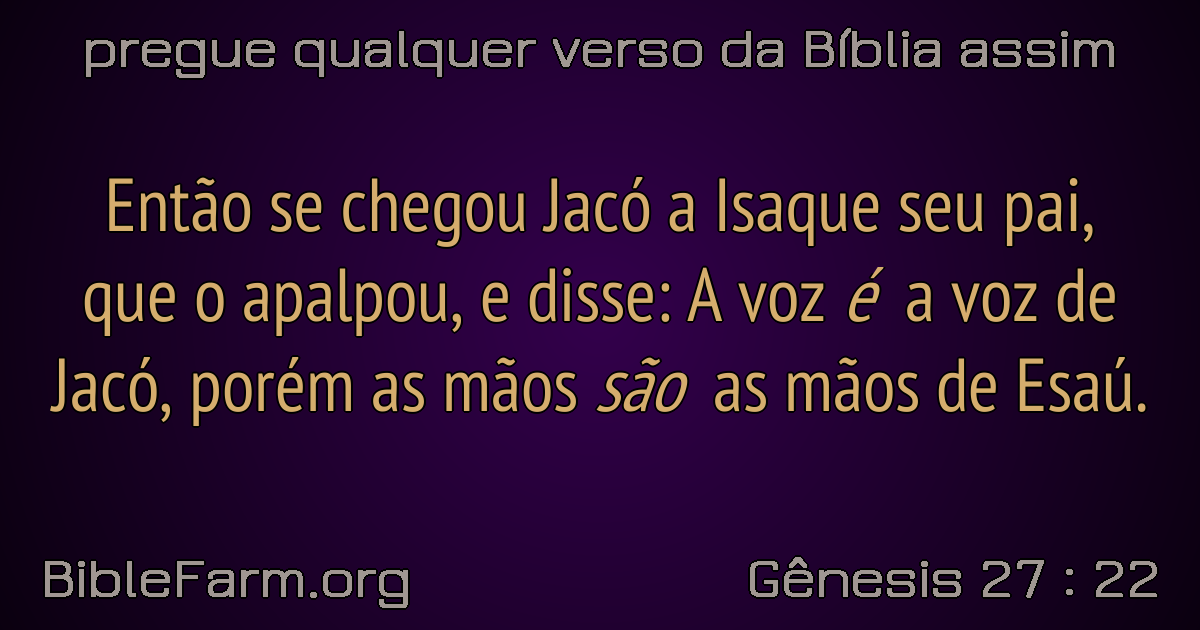 pregue qualquer verso da Bíblia assim
Então se chegou Jacó a Isaque seu pai,
que o apalpou, e disse: A voz é a voz de
Jacó, porém as mãos são as mãos de Esaú.
BibleFarm.org
Gênesis 27 : 22